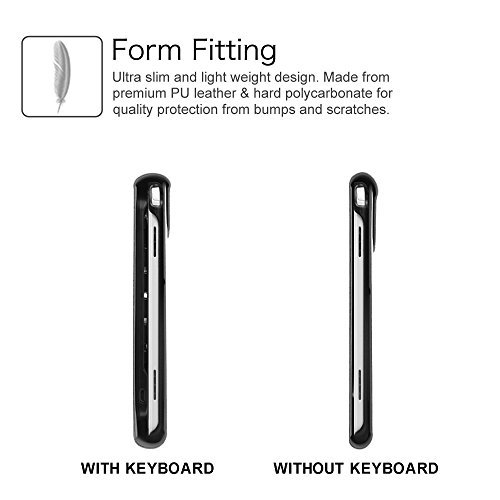 Form Fitting
Ultra slim and light weight design. Made from
premium PU leather & hard polycarbonate for
quality protection from bumps and scratches.
WITH KEYBOARD
WITHOUT KEYBOARD